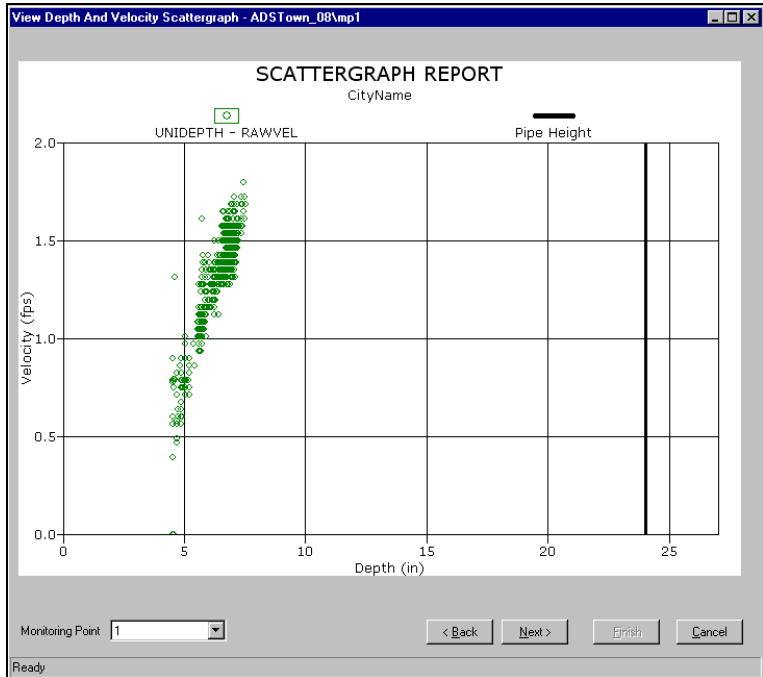 View Depth And Velocity Scattergraph - ADSTown_08\mp1
SCATTERGRAPH REPORT
CityName
UNIDEPTH - RAWVEL
Pipe Height
2.0
1.5
1.0
0.5
0.0
Velocity (fps)
0 5 10 15 20 25
Depth (in)
Monitoring Point 1
< Back Next > Finish Cancel
Ready